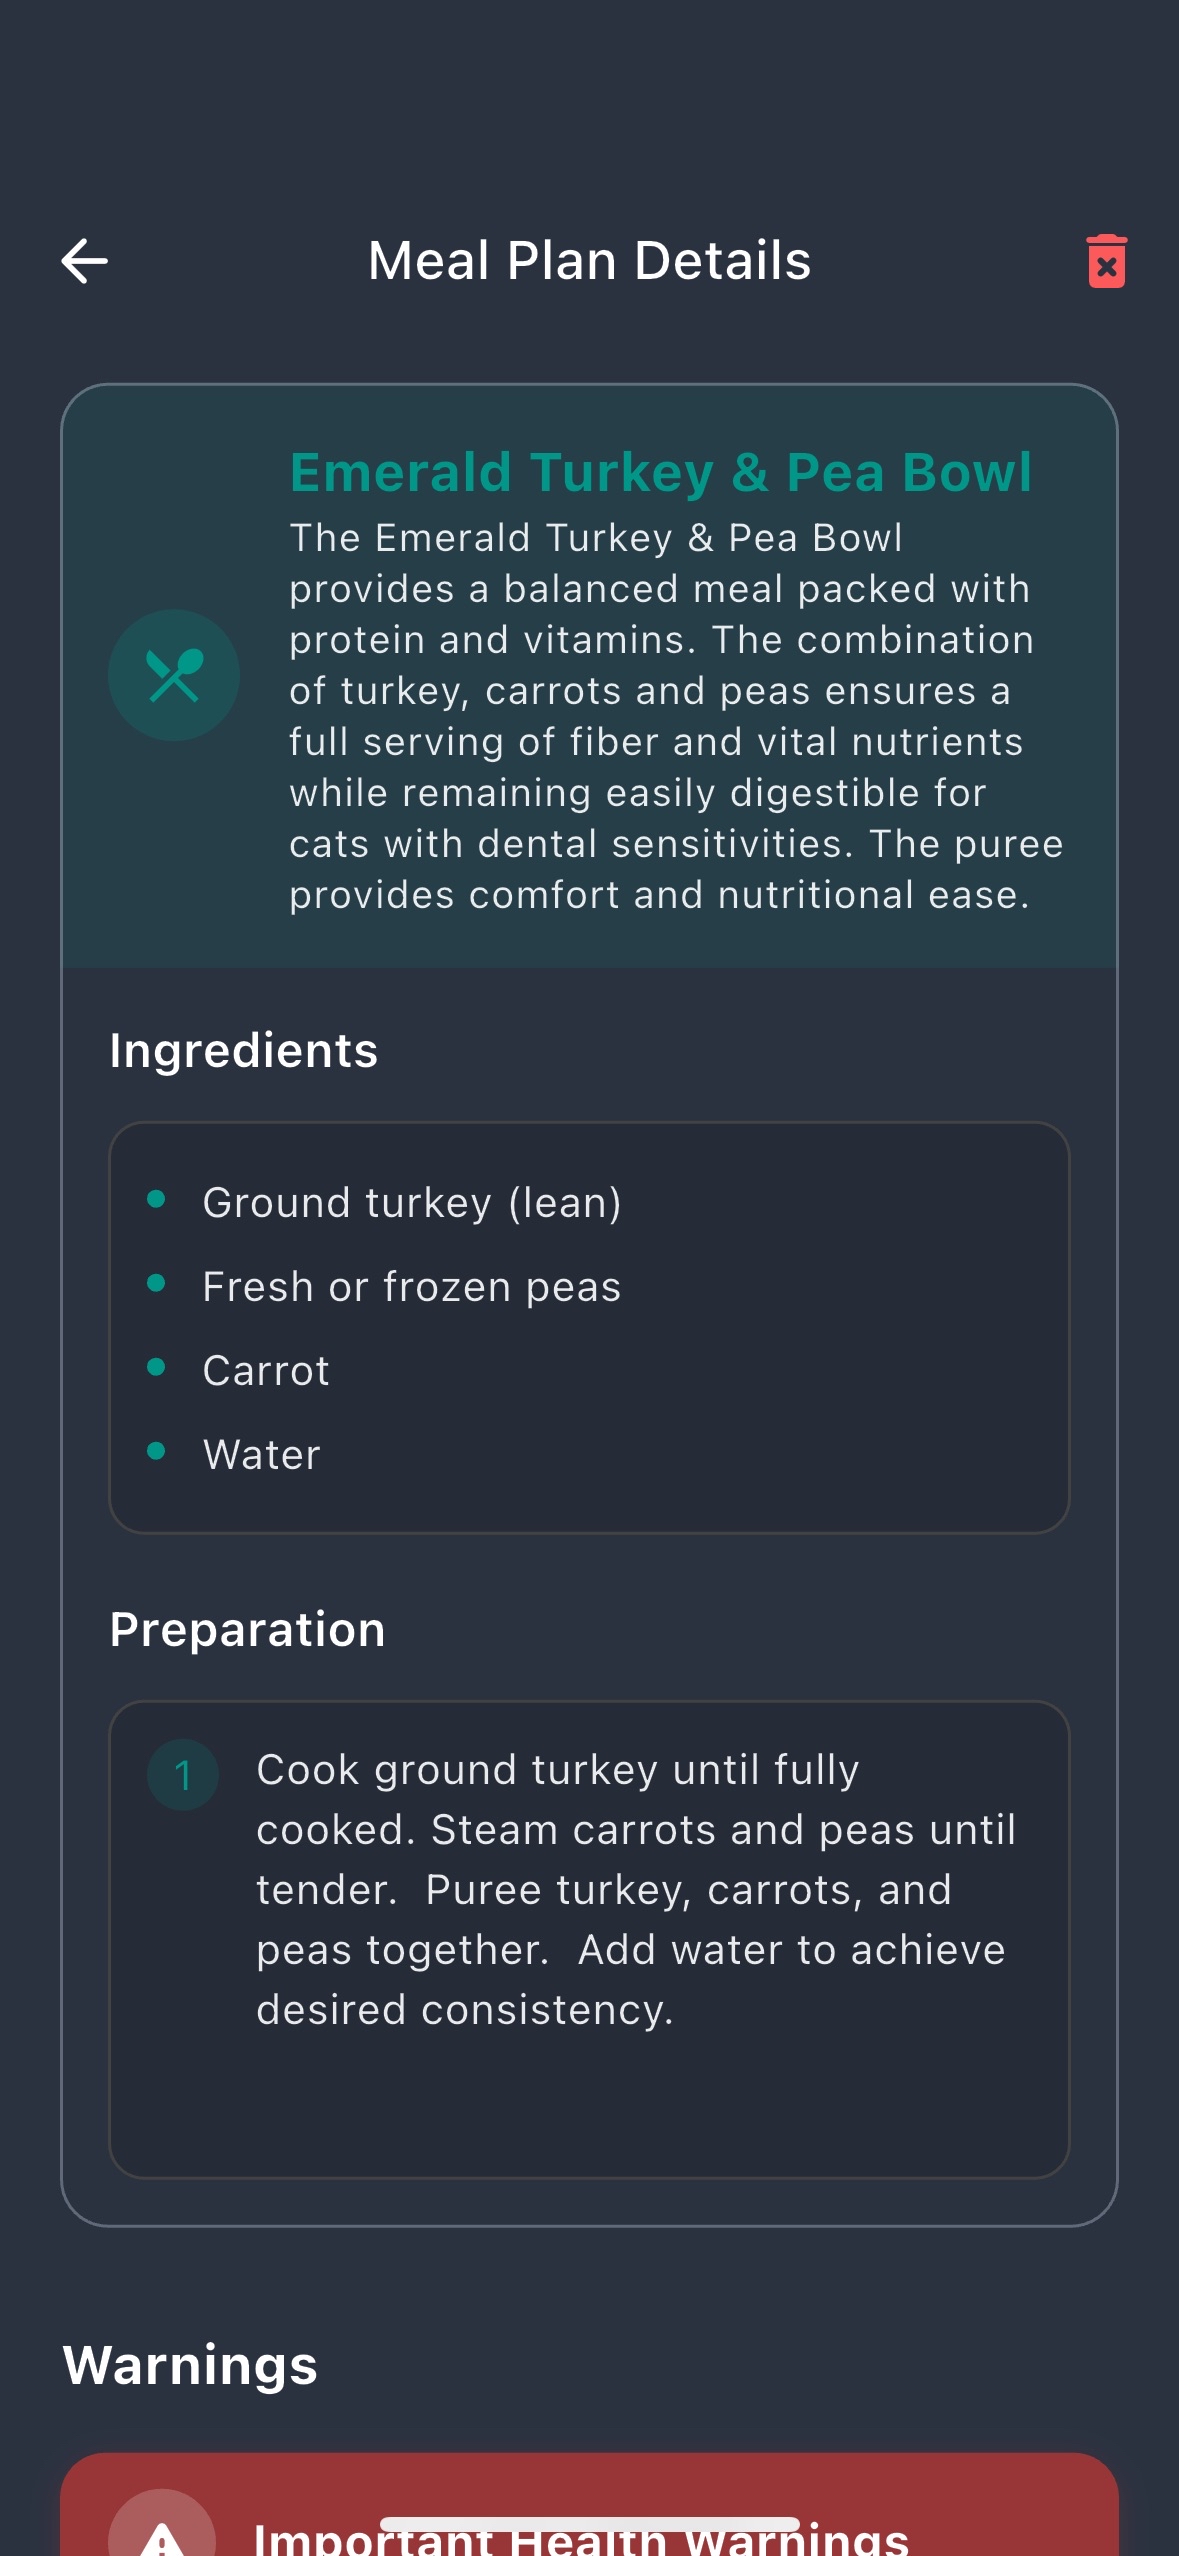 Meal Plan Details
Emerald Turkey & Pea Bowl
The Emerald Turkey & Pea Bowl
provides a balanced meal packed with
protein and vitamins. The combination
of turkey, carrots and peas ensures a
full serving of fiber and vital nutrients
while remaining easily digestible for
cats with dental sensitivities. The puree
provides comfort and nutritional ease.
Ingredients
Ground turkey (lean)
Fresh or frozen peas
Carrot
Water
Preparation
1
Cook ground turkey until fully
cooked. Steam carrots and peas until
tender.  Puree turkey, carrots, and
peas together.  Add water to achieve
desired consistency.
Warnings
Important Health Warnings